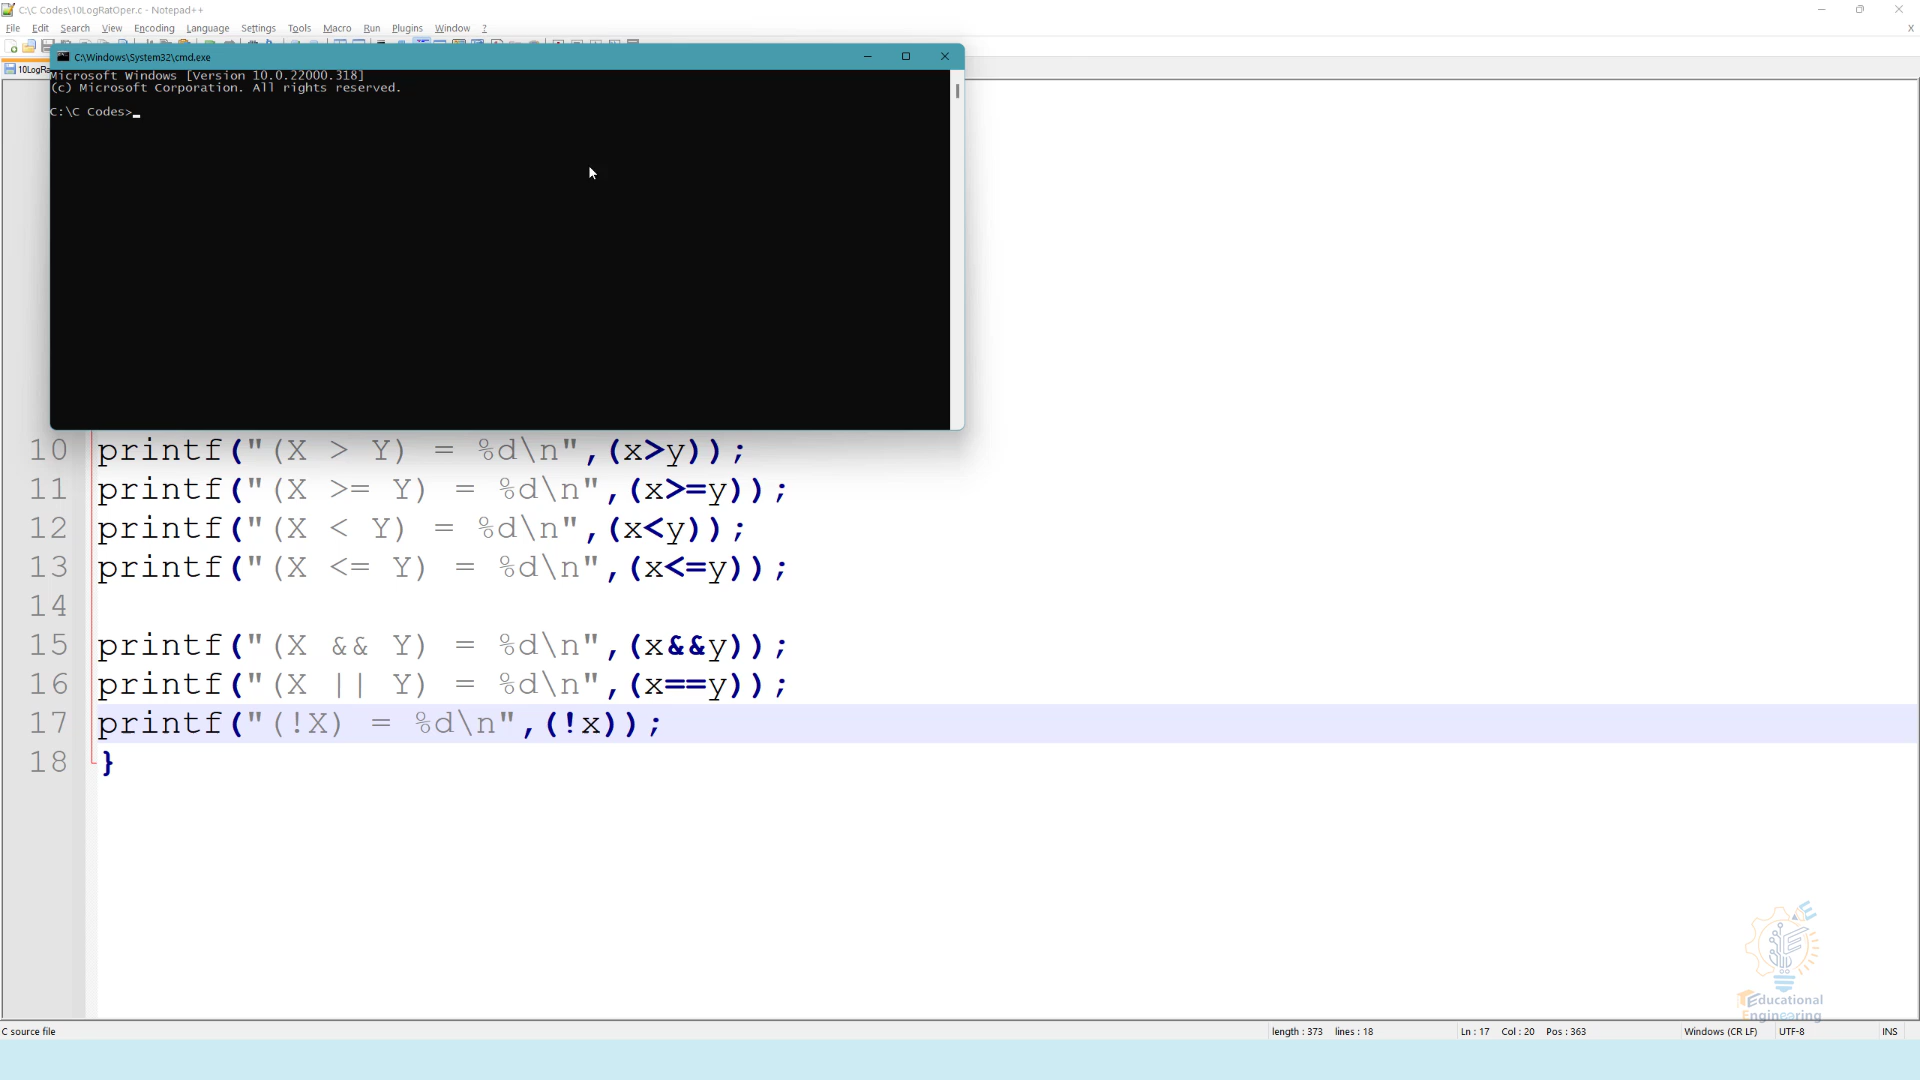 C:\C Codes\10LogRatOper.c - Notepad++
File Edit Search View Encoding Language Settings Tools Macro Run Plugins Window ?
X
C:\Windows\System32\cmd.exe
Microsoft Windows [Version 10.0.22000.318]
(c) Microsoft Corporation. All rights reserved.
C:\C Codes>
10 printf("(X > Y) = %d\n",(x>y));
11 printf("(X >= Y) = %d\n",(x>=y));
12 printf("(X < Y) = %d\n",(x<y));
13 printf("(X <= Y) = %d\n",(x<=y));
14
15 printf("(X && Y) = %d\n",(x&&y));
16 printf("(X || Y) = %d\n",(x==y));
17 printf("(!X) = %d\n",(!x));
18 }
Educational
Engineering
C source file length : 373 lines : 18 Ln : 17 Col : 20 Pos : 363 Windows (CR LF) UTF-8 INS